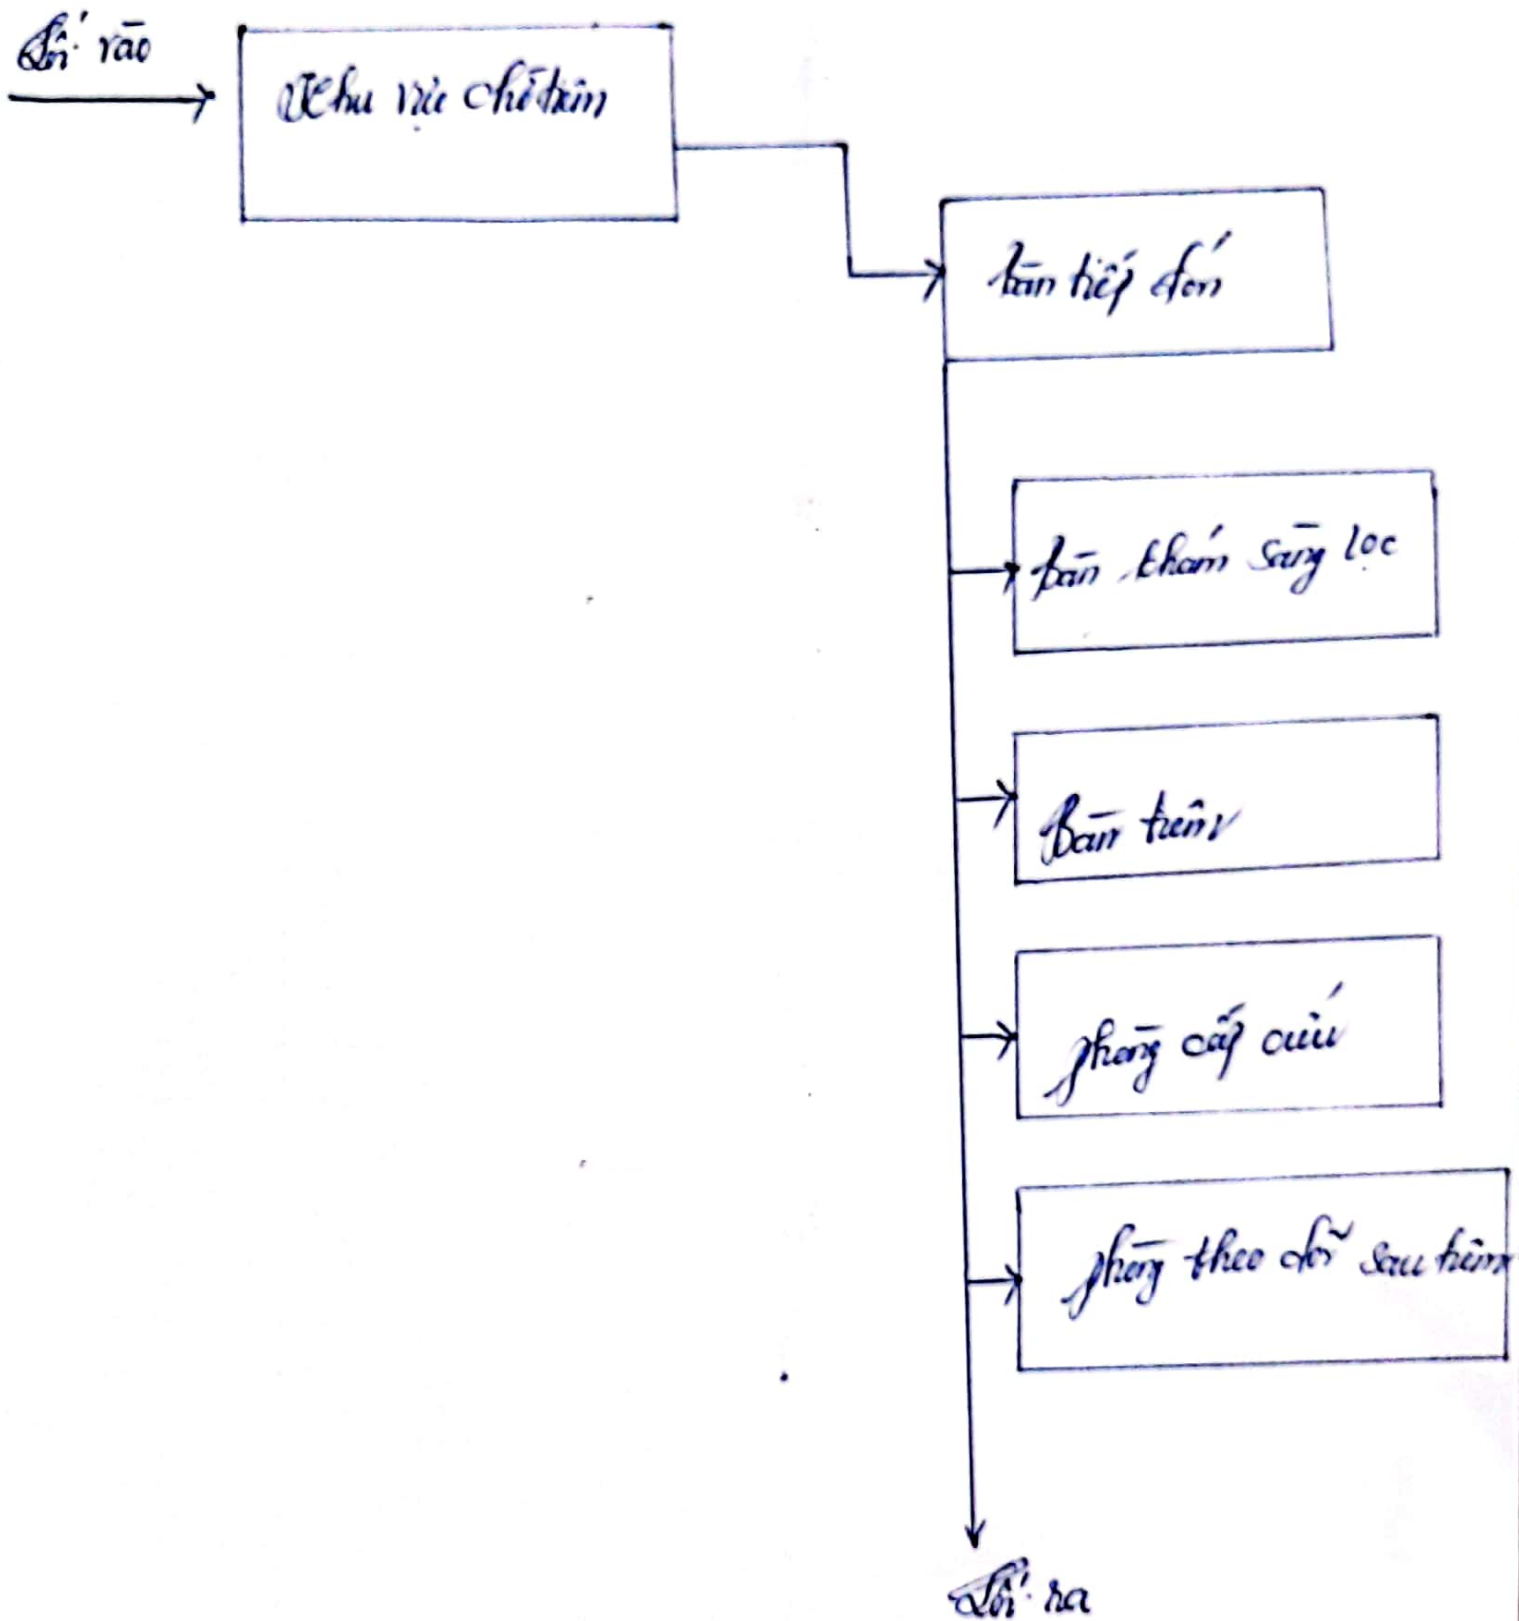 Lối vào
Khu vực chờ tiêm
bàn tiếp đón
bàn khám sàng lọc
Bàn tiêm
phòng cấp cứu
phòng theo dõi sau tiêm
Lối ra